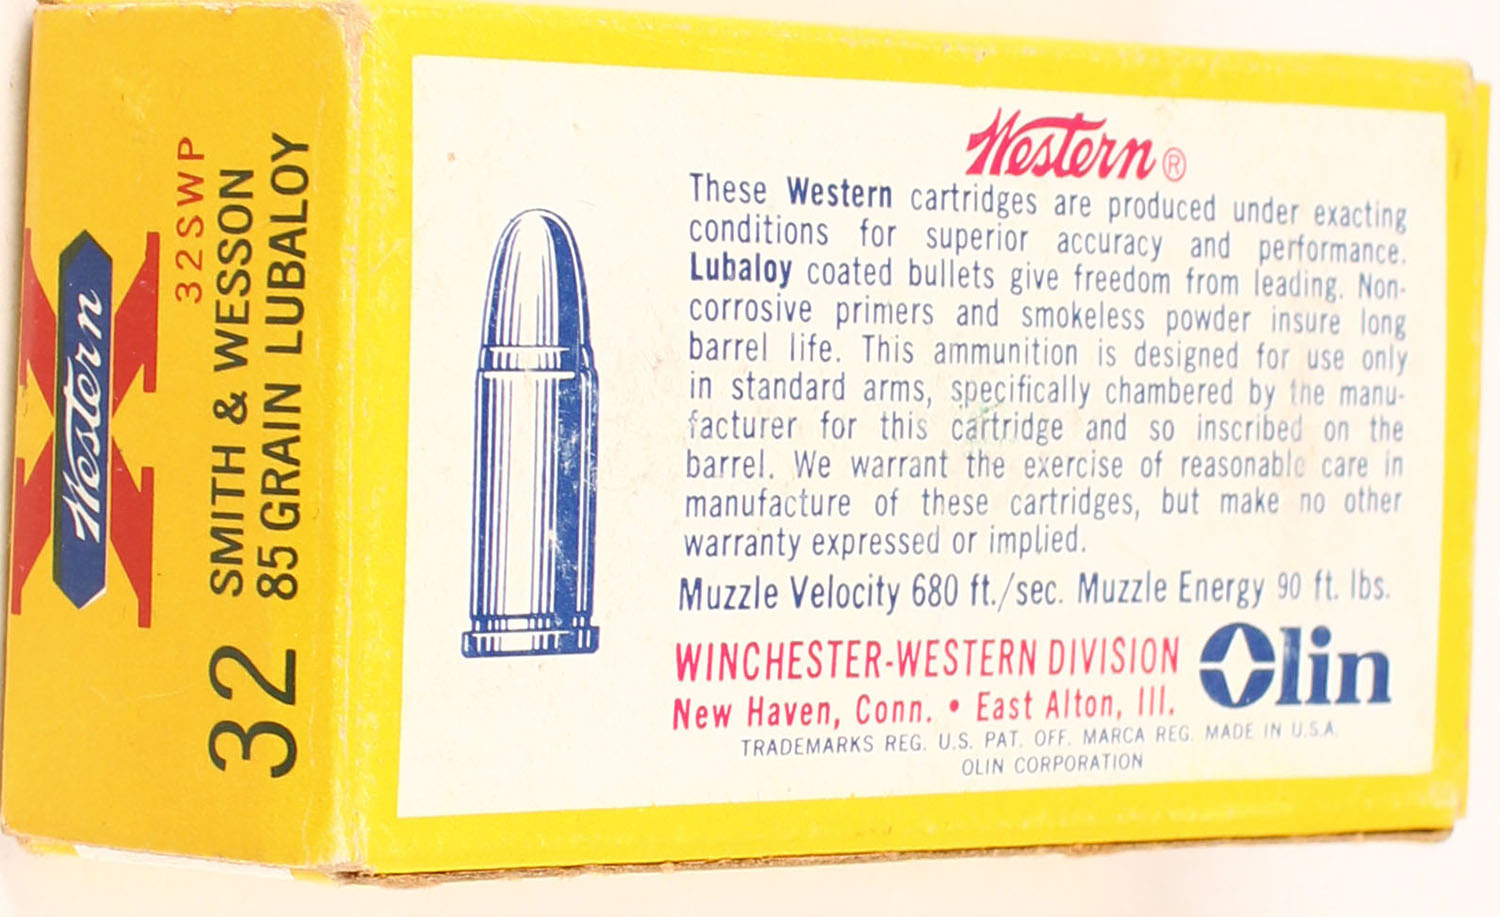 Western
32SWP
32 SMITH & WESSON
85 GRAIN LUBALOY
Western®
These Western cartridges are produced under exacting
conditions for superior accuracy and performance.
Lubaloy coated bullets give freedom from leading. Non-
corrosive primers and smokeless powder insure long
barrel life. This ammunition is designed for use only
in standard arms, specifically chambered by the manu-
facturer for this cartridge and so inscribed on the
barrel. We warrant the exercise of reasonable care in
manufacture of these cartridges, but make no other
warranty expressed or implied.
Muzzle Velocity 680 ft./sec. Muzzle Energy 90 ft. lbs.
WINCHESTER-WESTERN DIVISION
New Haven, Conn. • East Alton, Ill.
Olin
TRADEMARKS REG. U.S. PAT. OFF. MARCA REG. MADE IN U.S.A.
OLIN CORPORATION